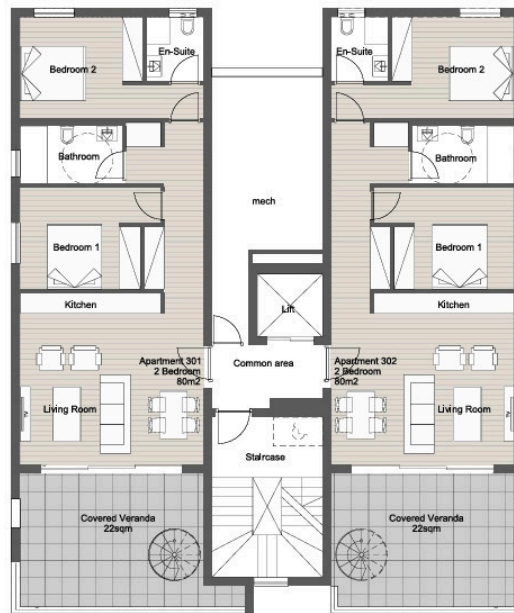 En-Suite
En-Suite
Bedroom 2
Bedroom 2
Bathroom
Bathroom
mech
Bedroom 1
Bedroom 1
Kitchen
Lift
Kitchen
Apartment 301
2 Bedroom
80m2
Common area
Apartment 302
2 Bedroom
80m2
TV
Living Room
Living Room
TV
Staircase
Covered Veranda
22sqm
Covered Veranda
22sqm